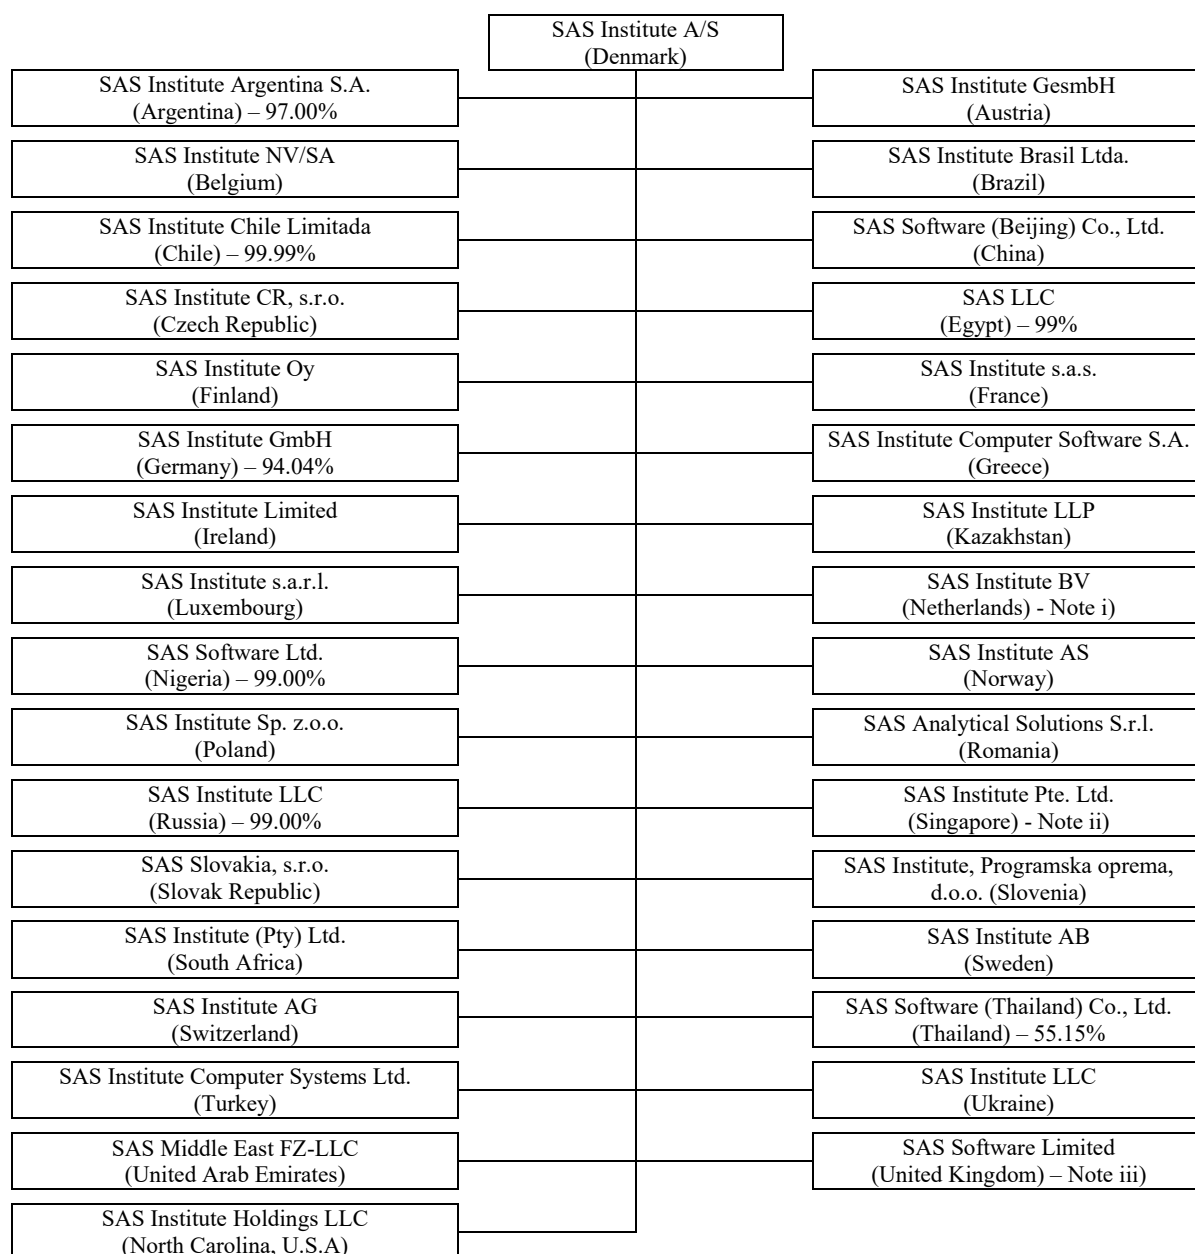 SAS Institute A/S
(Denmark)
SAS Institute Argentina S.A.
(Argentina) – 97.00%
SAS Institute GesmbH
(Austria)
SAS Institute NV/SA
(Belgium)
SAS Institute Brasil Ltda.
(Brazil)
SAS Institute Chile Limitada
(Chile) – 99.99%
SAS Software (Beijing) Co., Ltd.
(China)
SAS Institute CR, s.r.o.
(Czech Republic)
SAS LLC
(Egypt) – 99%
SAS Institute Oy
(Finland)
SAS Institute s.a.s.
(France)
SAS Institute GmbH
(Germany) – 94.04%
SAS Institute Computer Software S.A.
(Greece)
SAS Institute Limited
(Ireland)
SAS Institute LLP
(Kazakhstan)
SAS Institute s.a.r.l.
(Luxembourg)
SAS Institute BV
(Netherlands) - Note i)
SAS Software Ltd.
(Nigeria) – 99.00%
SAS Institute AS
(Norway)
SAS Institute Sp. z.o.o.
(Poland)
SAS Analytical Solutions S.r.l.
(Romania)
SAS Institute LLC
(Russia) – 99.00%
SAS Institute Pte. Ltd.
(Singapore) - Note ii)
SAS Slovakia, s.r.o.
(Slovak Republic)
SAS Institute, Programska oprema,
d.o.o. (Slovenia)
SAS Institute (Pty) Ltd.
(South Africa)
SAS Institute AB
(Sweden)
SAS Institute AG
(Switzerland)
SAS Software (Thailand) Co., Ltd.
(Thailand) – 55.15%
SAS Institute Computer Systems Ltd.
(Turkey)
SAS Institute LLC
(Ukraine)
SAS Middle East FZ-LLC
(United Arab Emirates)
SAS Software Limited
(United Kingdom) – Note iii)
SAS Institute Holdings LLC
(North Carolina, U.S.A)